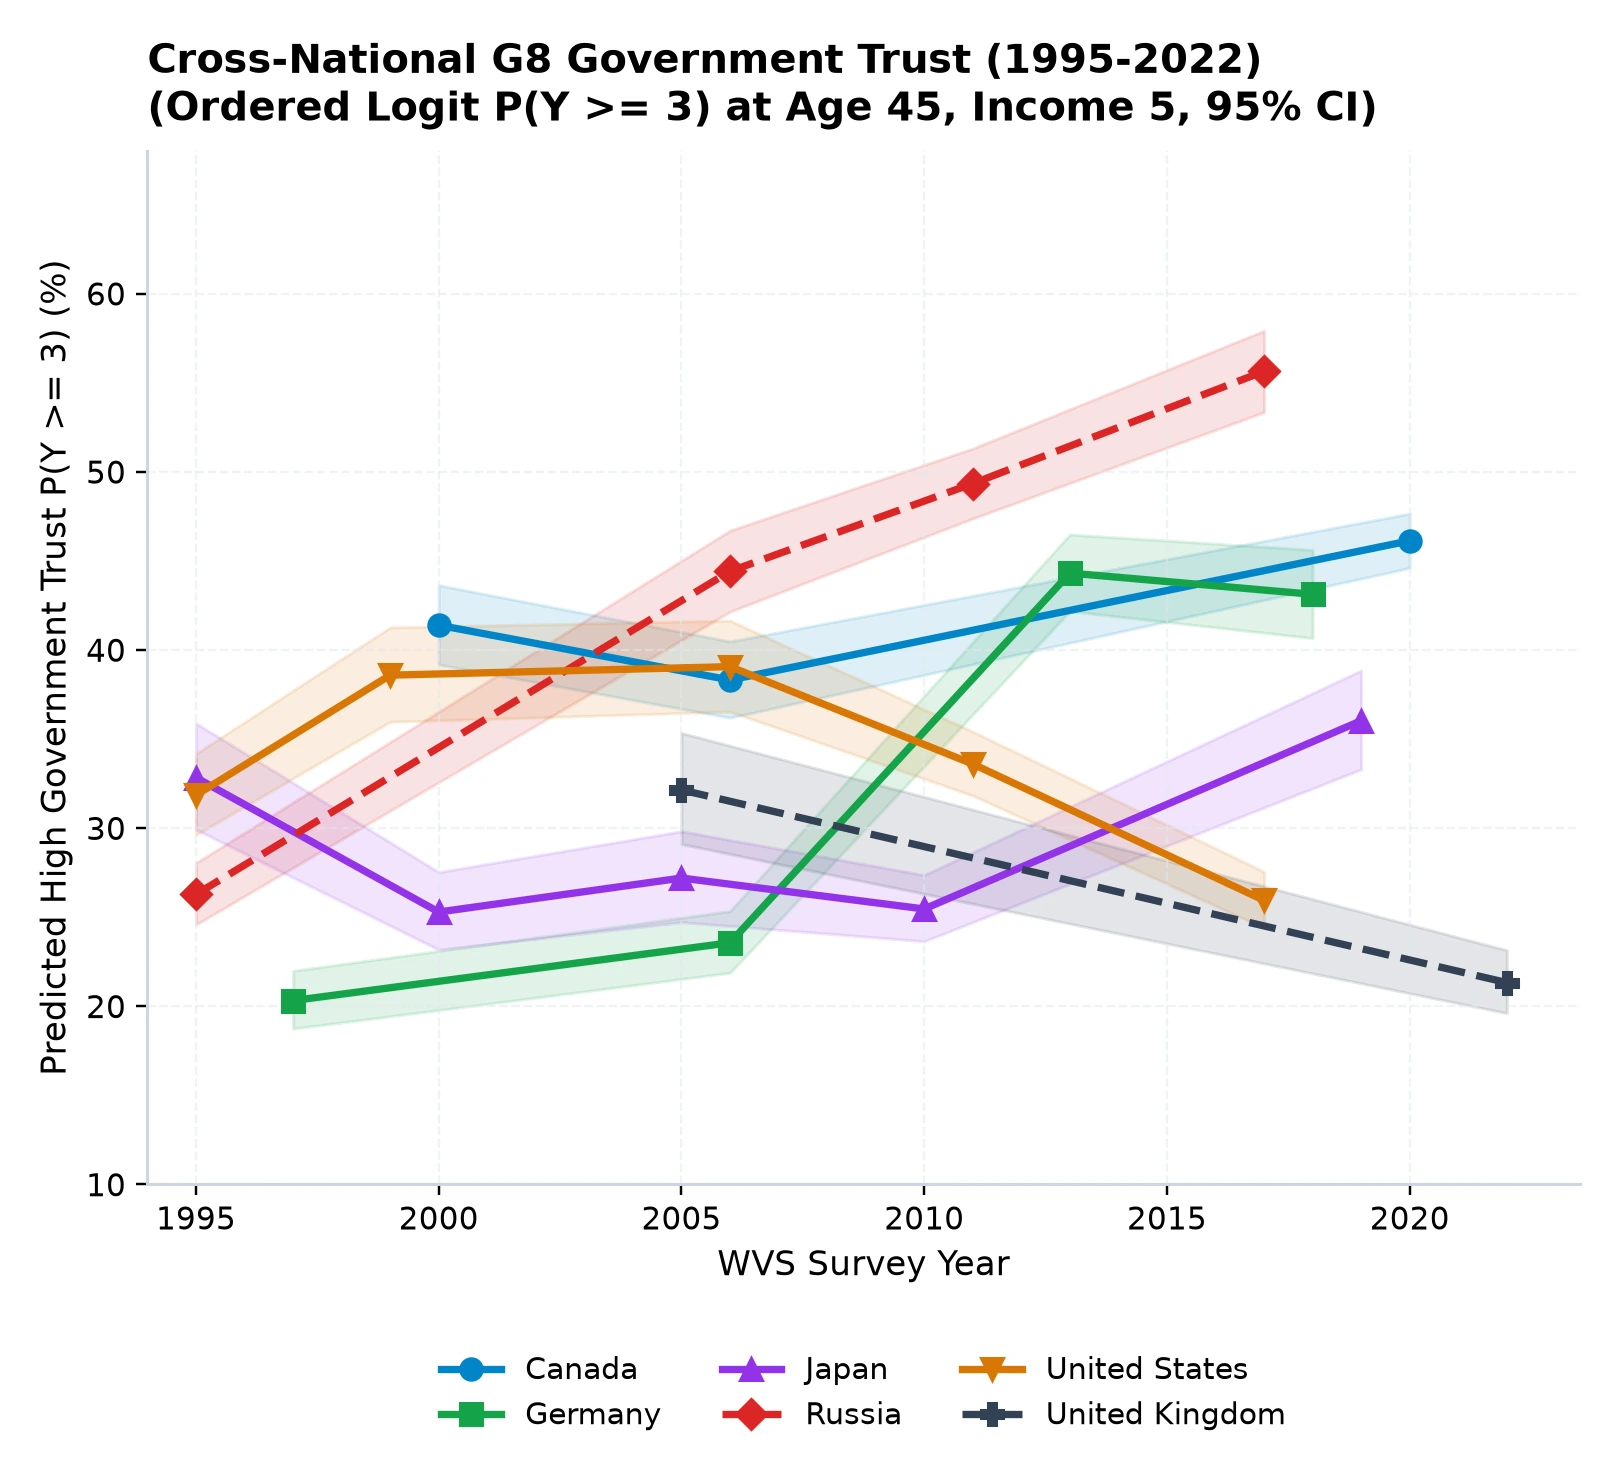 Cross-National G8 Government Trust (1995-2022)
(Ordered Logit P(Y >= 3) at Age 45, Income 5, 95% CI)
Predicted High Government Trust P(Y >= 3) (%)
60
50
40
30
20
10
1995 2000 2005 2010 2015 2020
WVS Survey Year
Canada Japan United States
Germany Russia United Kingdom